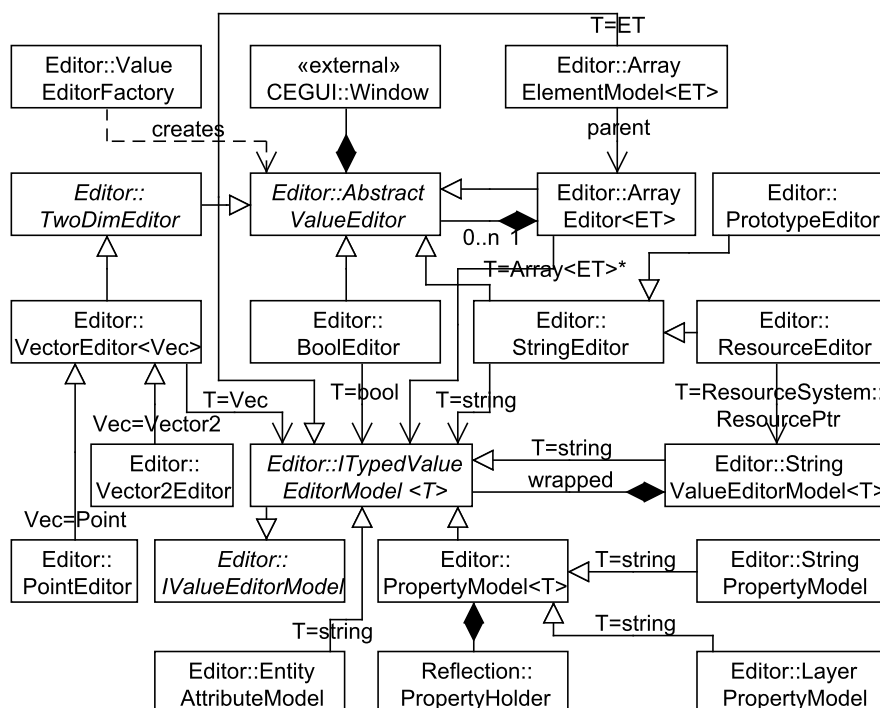 T=ET
Editor::Value
EditorFactory
«external»
CEGUI::Window
Editor::Array
ElementModel<ET>
creates
parent
Editor::
TwoDimEditor
Editor::Abstract
ValueEditor
Editor::Array
Editor<ET>
Editor::
PrototypeEditor
0..n
1
T=Array<ET>*
Editor::
VectorEditor<Vec>
Editor::
BoolEditor
Editor::
StringEditor
Editor::
ResourceEditor
T=Vec
T=bool
T=string
T=ResourceSystem::
ResourcePtr
Vec=Vector2
Editor::
Vector2Editor
Editor::ITypedValue
EditorModel <T>
T=string
wrapped
Editor::String
ValueEditorModel<T>
Vec=Point
Editor::
PointEditor
Editor::
IValueEditorModel
Editor::
PropertyModel<T>
T=string
Editor::String
PropertyModel
T=string
T=string
Editor::Entity
AttributeModel
Reflection::
PropertyHolder
Editor::Layer
PropertyModel